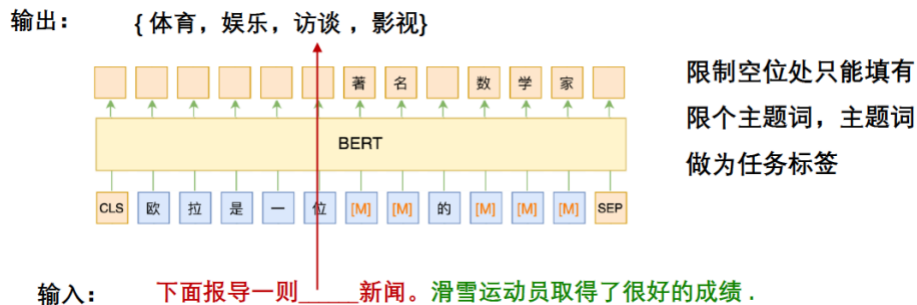 输出： {体育，娱乐，访谈，影视}
著 名 数 学 家
BERT
CLS 欧 拉 是 一 位 [M] [M] 的 [M] [M] [M] SEP
输入： 下面报导一则_____新闻。滑雪运动员取得了很好的成绩.
限制空位处只能填有
限个主题词，主题词
做为任务标签